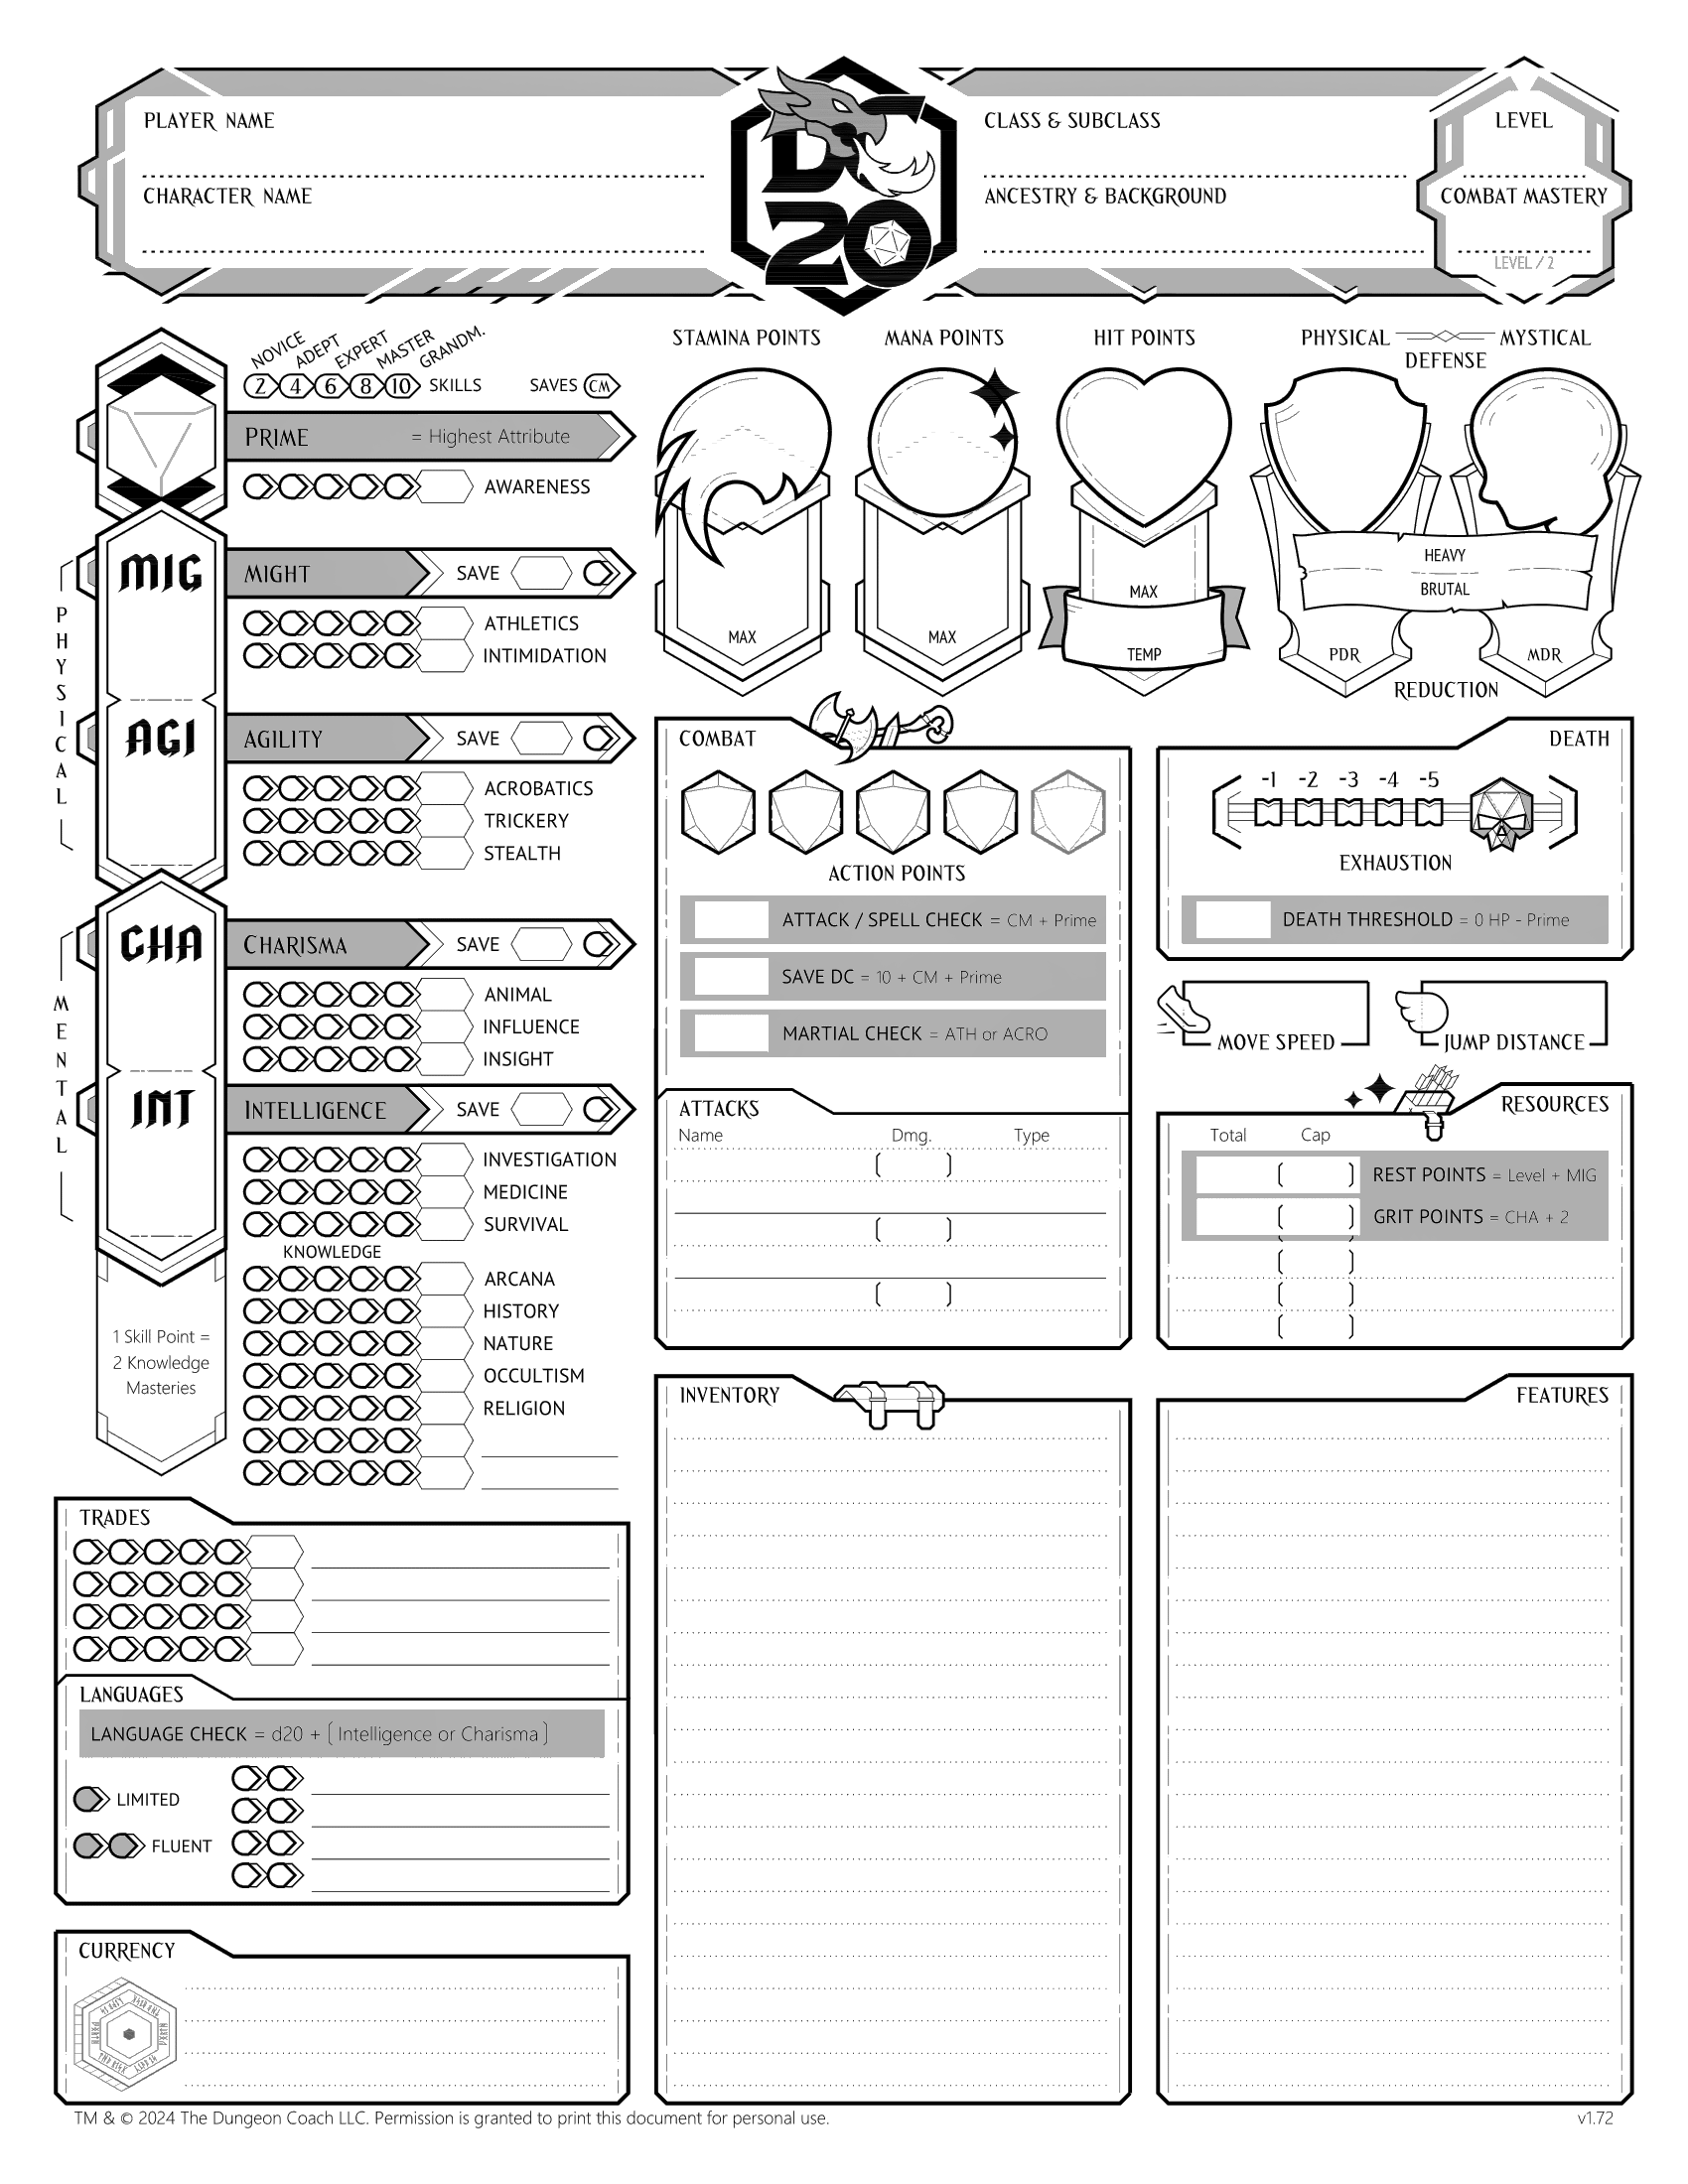 PLAYER NAME
CHARACTER NAME
DC
20
CLASS & SUBCLASS
ANCESTRY & BACKGROUND
LEVEL
COMBAT MASTERY
LEVEL / 2
NOVICE ADEPT EXPERT MASTER GRANDM.
2 4 6 8 10 SKILLS SAVES CM
PRIME = Highest Attribute
AWARENESS
PHYSICAL
MIG
MIGHT SAVE
ATHLETICS
INTIMIDATION
AGI
AGILITY SAVE
ACROBATICS
TRICKERY
STEALTH
MENTAL
CHA
CHARISMA SAVE
ANIMAL
INFLUENCE
INSIGHT
INT
INTELLIGENCE SAVE
INVESTIGATION
MEDICINE
SURVIVAL
KNOWLEDGE
ARCANA
HISTORY
NATURE
OCCULTISM
RELIGION
1 Skill Point =
2 Knowledge
Masteries
TRADES
LANGUAGES
LANGUAGE CHECK = d20 + ( Intelligence or Charisma )
LIMITED
FLUENT
CURRENCY
STAMINA POINTS
MAX
MANA POINTS
MAX
HIT POINTS
MAX
TEMP
PHYSICAL MYSTICAL
DEFENSE
HEAVY
BRUTAL
PDR MDR
REDUCTION
COMBAT
ACTION POINTS
ATTACK / SPELL CHECK = CM + Prime
SAVE DC = 10 + CM + Prime
MARTIAL CHECK = ATH or ACRO
ATTACKS
Name Dmg. Type
DEATH
-1 -2 -3 -4 -5
EXHAUSTION
DEATH THRESHOLD = 0 HP - Prime
MOVE SPEED
JUMP DISTANCE
RESOURCES
Total Cap
REST POINTS = Level + MIG
GRIT POINTS = CHA + 2
INVENTORY
FEATURES
TM & © 2024 The Dungeon Coach LLC. Permission is granted to print this document for personal use.
v1.72